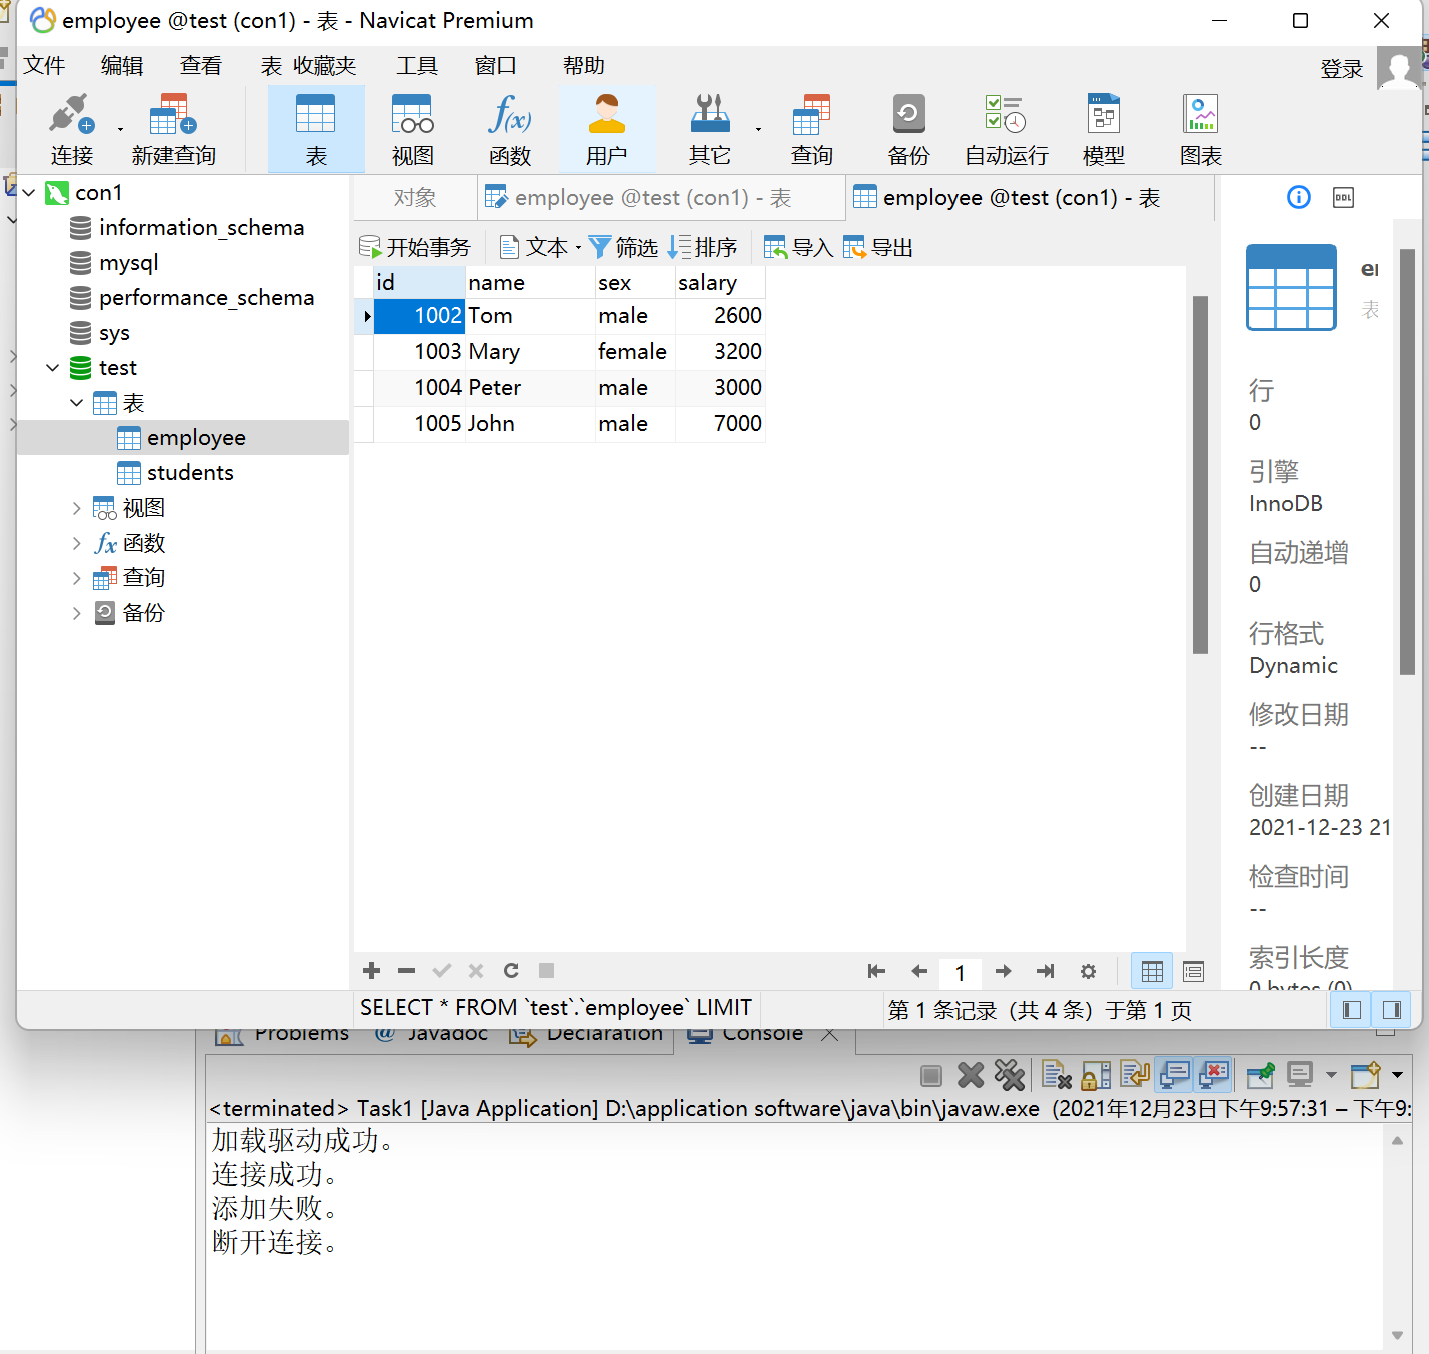 employee @test (con1) - 表 - Navicat Premium
文件 编辑 查看 表 收藏夹 工具 窗口 帮助 登录
连接 新建查询 表 视图 函数 用户 其它 查询 备份 自动运行 模型 图表
con1
information_schema
mysql
performance_schema
sys
test
表
employee
students
视图
函数
查询
备份
对象 employee @test (con1) - 表 employee @test (con1) - 表
开始事务 文本 筛选 排序 导入 导出
id name sex salary
1002 Tom male 2600
1003 Mary female 3200
1004 Peter male 3000
1005 John male 7000
DDL
表
行
0
引擎
InnoDB
自动递增
0
行格式
Dynamic
修改日期
--
创建日期
2021-12-23 21
检查时间
--
索引长度
0 bytes (0)
1
SELECT * FROM `test`.`employee` LIMIT
第 1 条记录（共 4 条）于第 1 页
Problems @ Javadoc Declaration Console
<terminated> Task1 [Java Application] D:\application software\java\bin\javaw.exe (2021年12月23日下午9:57:31 – 下午9:
加载驱动成功。
连接成功。
添加失败。
断开连接。